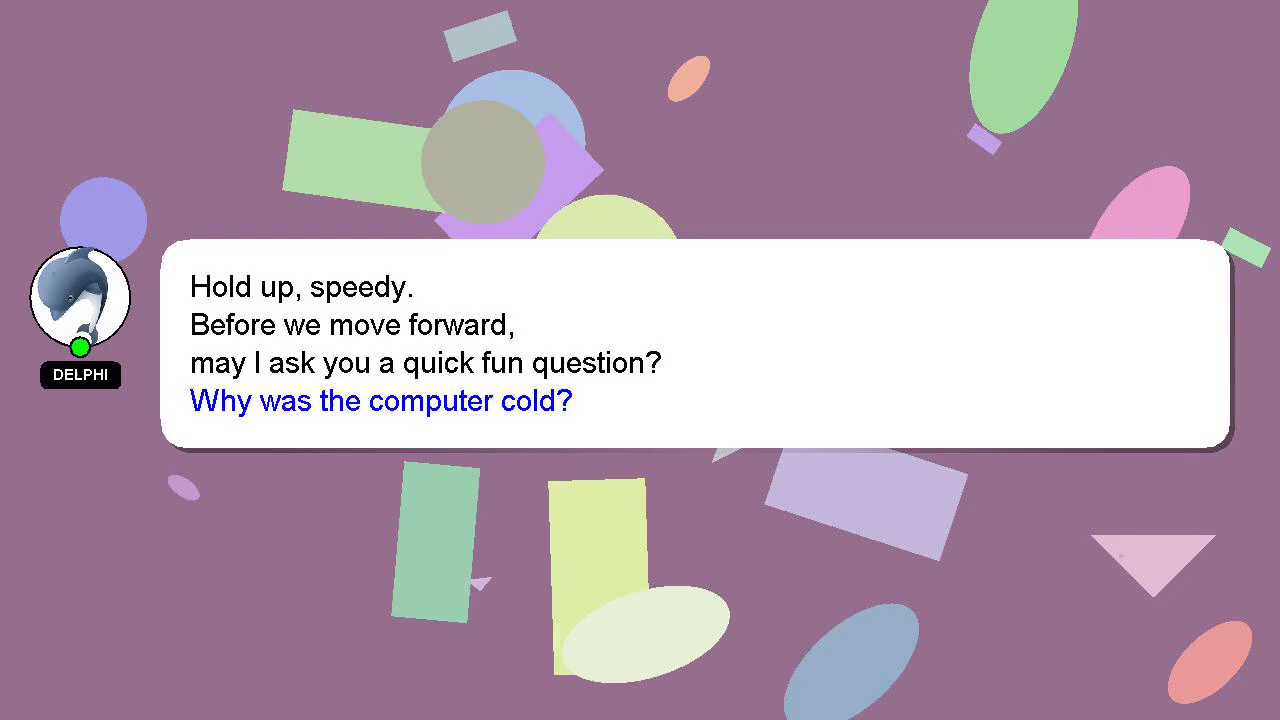 Hold up, speedy.
Before we move forward,
may I ask you a quick fun question?
Why was the computer cold?
DELPHI